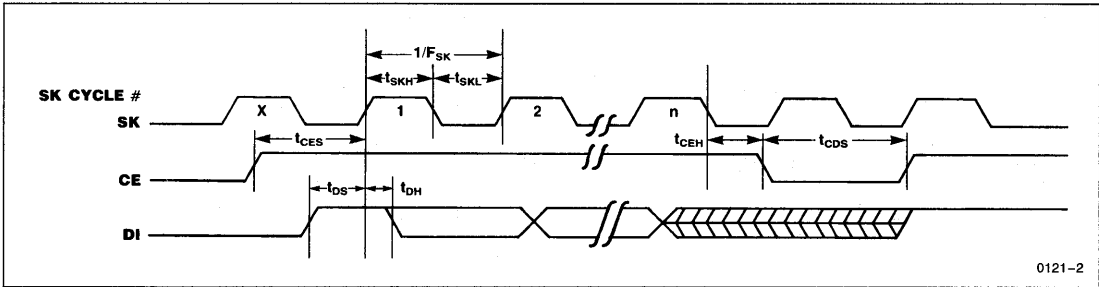 1/FSK
tSKH tSKL
SK CYCLE #
X 1 2 n
SK
tCES tCEH tCDS
CE
tDS tDH
DI
0121–2